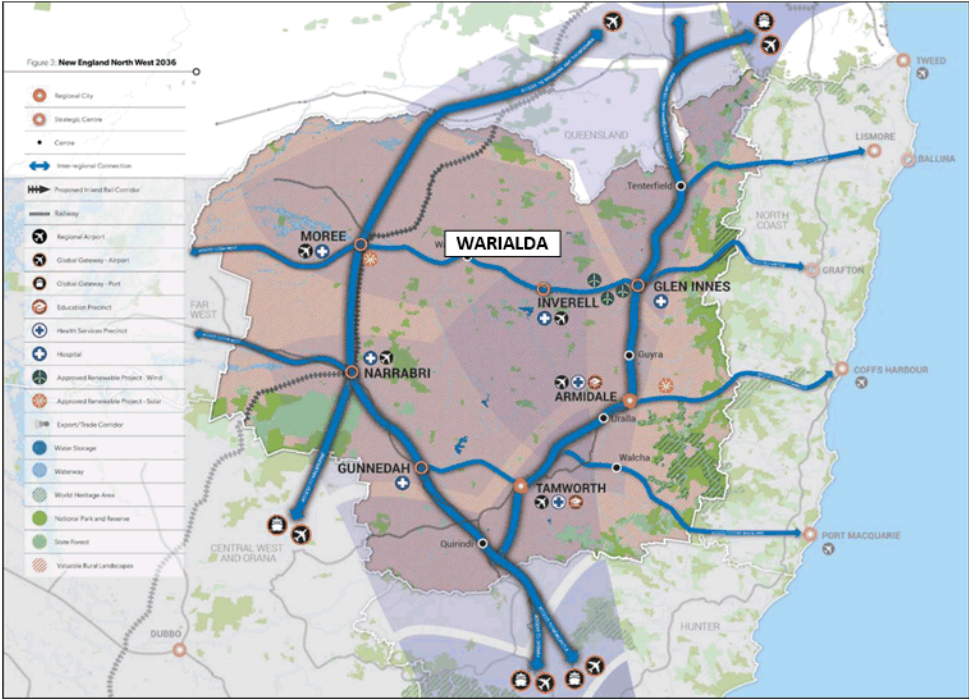 Figure 3: New England North West 2036
Regional City
Strategic Centre
Centre
Inter-regional Connection
Proposed Inland Rail Corridor
Railway
Regional Airport
Global Gateway - Airport
Global Gateway - Port
Education Precinct
Health Services Precinct
Hospital
Approved Renewable Project - Wind
Approved Renewable Project - Solar
Export/Trade Corridor
Water Storage
Waterway
World Heritage Area
National Park and Reserve
State Forest
Valuable Rural Landscapes
TWEED
QUEENSLAND
LISMORE
BALLINA
Tenterfield
NORTH
COAST
MOREE
WARIALDA
GRAFTON
INVERELL
GLEN INNES
FAR
WEST
Guyra
NARRABRI
COFFS HARBOUR
ARMIDALE
Uralla
Walcha
GUNNEDAH
TAMWORTH
PORT MACQUARIE
Quirindi
CENTRAL WEST
AND ORANA
HUNTER
DUBBO